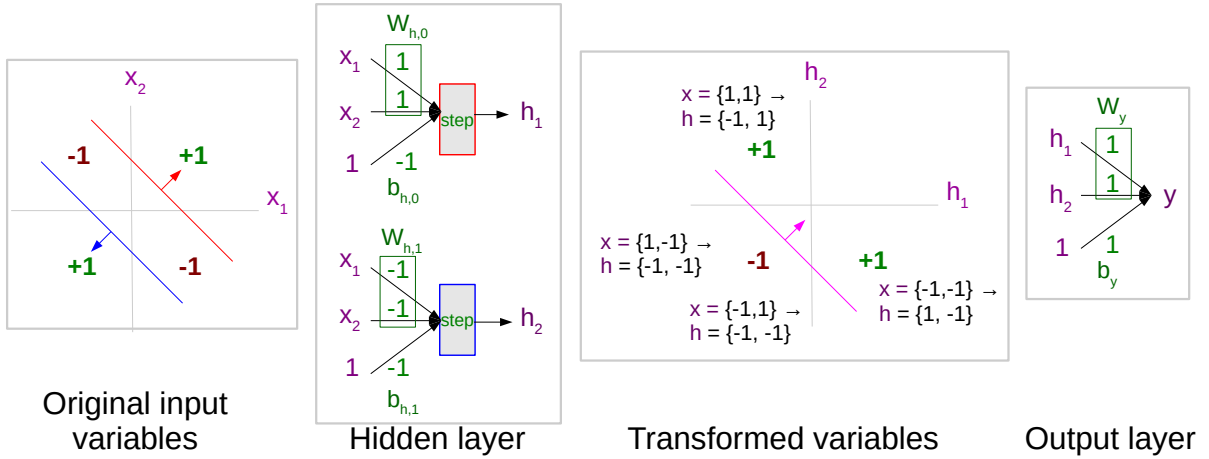 x2
-1
+1
x1
+1
-1
Original input
variables
Wh,0
x1
1
1
x2
step
h1
1
-1
bh,0
Wh,1
x1
-1
-1
x2
step
h2
1
-1
bh,1
Hidden layer
h2
x = {1,1} →
h = {-1, 1}
+1
h1
x = {1,-1} →
h = {-1, -1}
-1
+1
x = {-1,1} →
h = {-1, -1}
x = {-1,-1} →
h = {1, -1}
Transformed variables
Wy
h1
1
1
h2
y
1
1
by
Output layer